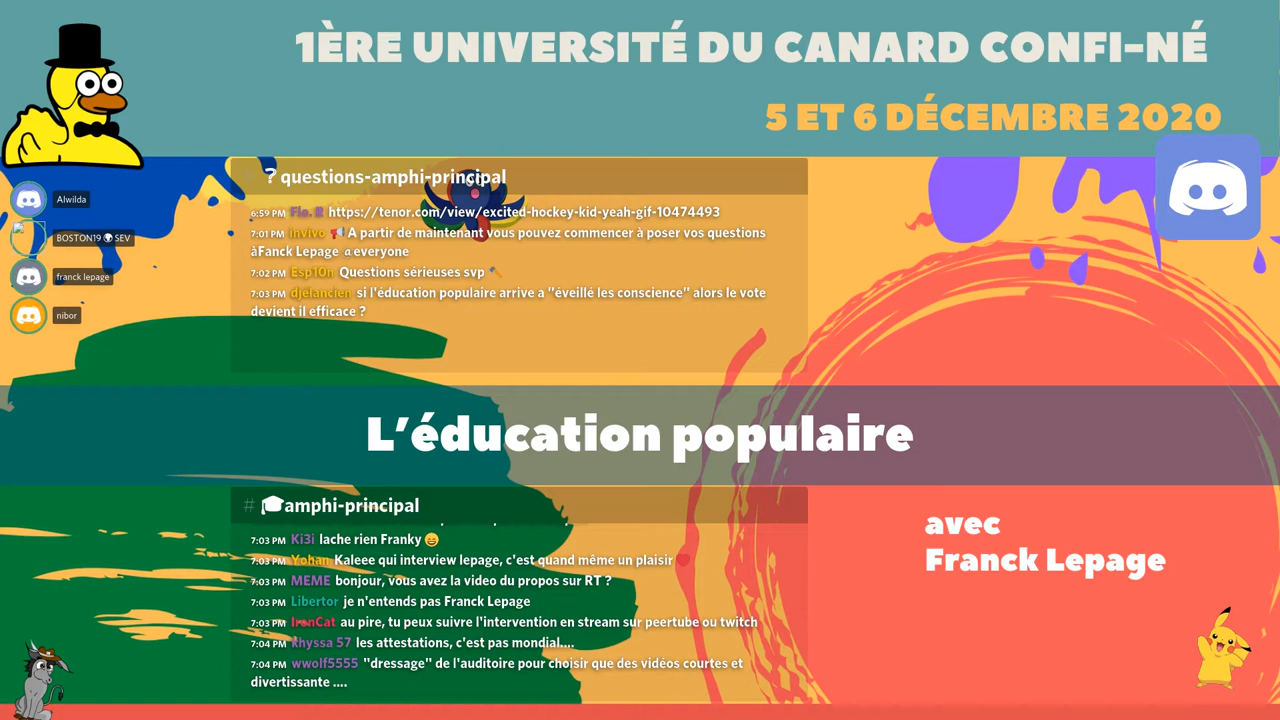 1ÈRE UNIVERSITÉ DU CANARD CONFI-NÉ
5 ET 6 DÉCEMBRE 2020
Alwilda
BOSTON19 SEV
franck lepage
nibor
? questions-amphi-principal
6:59 PM Flo. R https://tenor.com/view/excited-hockey-kid-yeah-gif-10474493
7:01 PM invivo A partir de maintenant vous pouvez commencer à poser vos questions
àFanck Lepage @everyone
7:02 PM Esp10n Questions sérieuses svp
7:03 PM djelancien si l'éducation populaire arrive a "éveillé les conscience" alors le vote
devient il efficace ?
L'éducation populaire
# amphi-principal
7:03 PM Ki3i lache rien Franky
7:03 PM Yohan Kaleee qui interview lepage, c'est quand même un plaisir
7:03 PM MEME bonjour, vous avez la video du propos sur RT ?
7:03 PM Libertor je n'entends pas Franck Lepage
7:03 PM IronCat au pire, tu peux suivre l'intervention en stream sur peertube ou twitch
7:04 PM khyssa 57 les attestations, c'est pas mondial....
7:04 PM wwolf5555 "dressage" de l'auditoire pour choisir que des vidéos courtes et
divertissante ....
avec
Franck Lepage